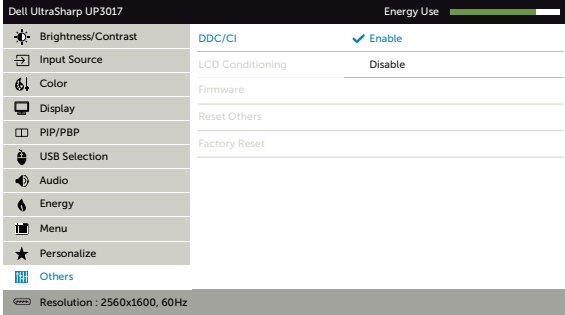 Dell UltraSharp UP3017 Energy Use
Brightness/Contrast DDC/CI Enable
Input Source LCD Conditioning Disable
Color Firmware
Display Reset Others
PIP/PBP Factory Reset
USB Selection
Audio
Energy
Menu
Personalize
Others
Resolution : 2560x1600, 60Hz